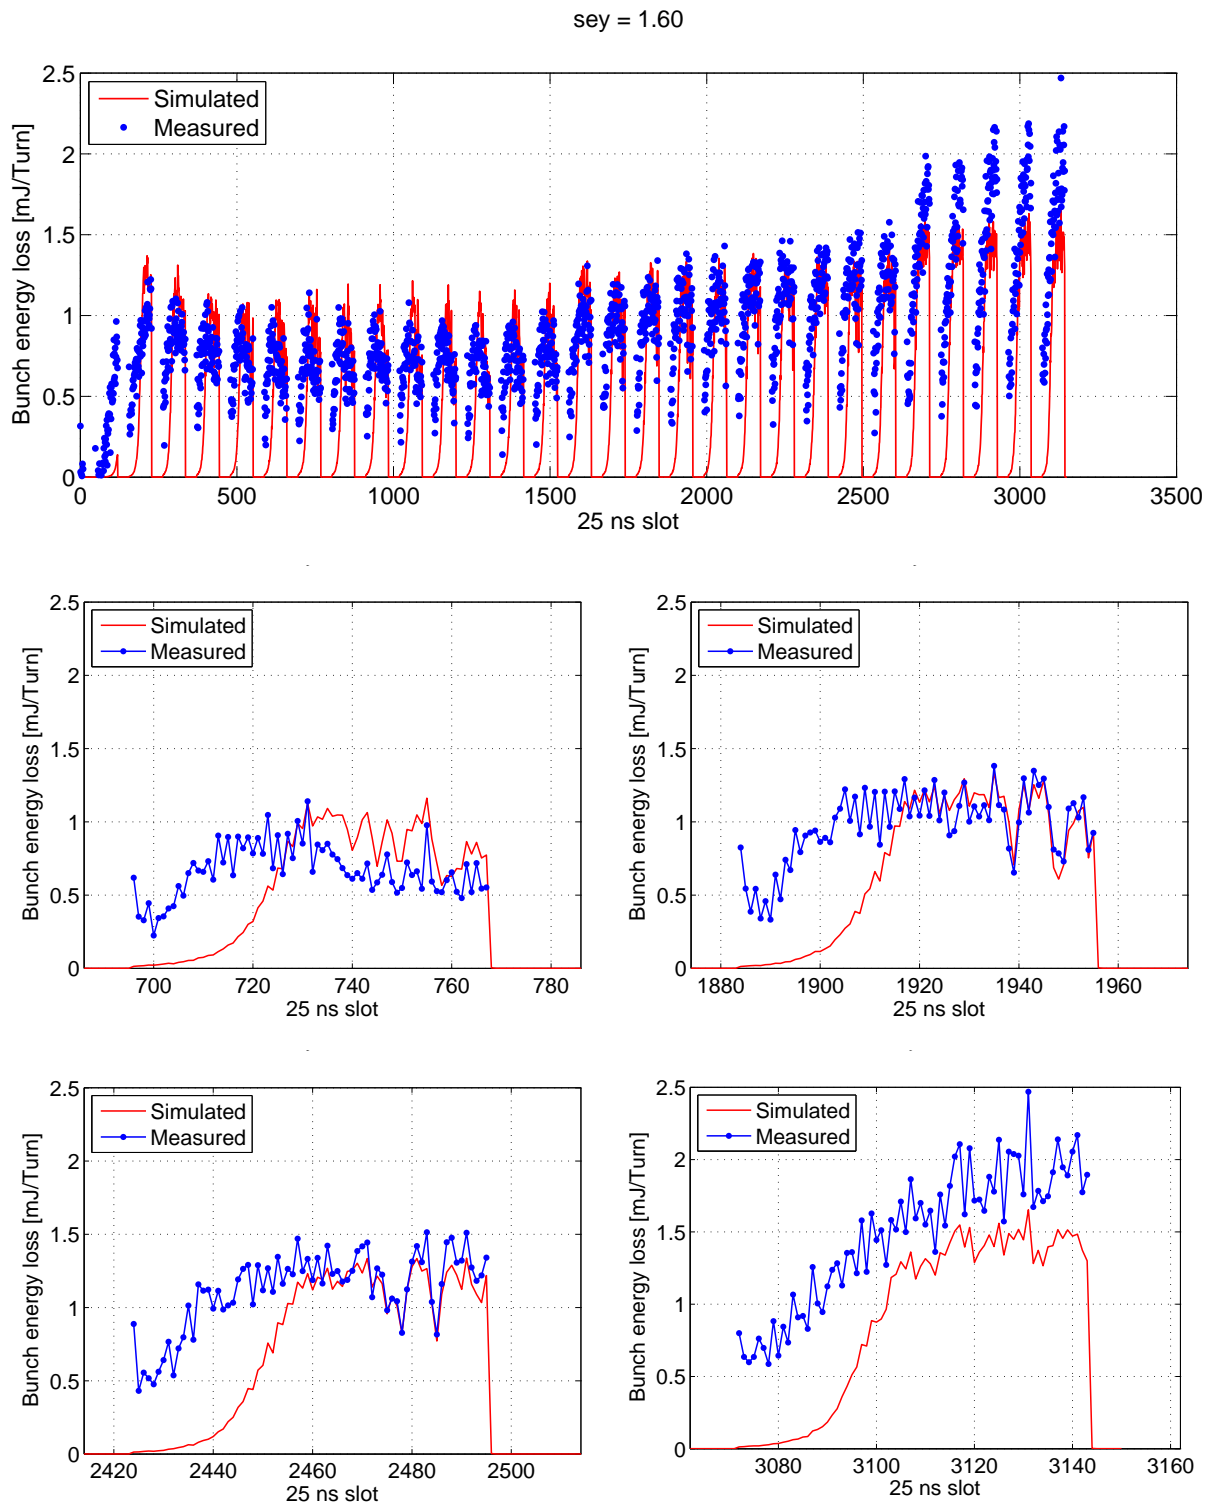 sey = 1.60
2.5
2
1.5
1
0.5
0
Bunch energy loss [mJ/Turn]
Simulated
Measured
0 500 1000 1500 2000 2500 3000 3500
25 ns slot
2.5
2
1.5
1
0.5
0
Bunch energy loss [mJ/Turn]
Simulated
Measured
700 720 740 760 780
25 ns slot
2.5
2
1.5
1
0.5
0
Bunch energy loss [mJ/Turn]
Simulated
Measured
1880 1900 1920 1940 1960
25 ns slot
2.5
2
1.5
1
0.5
0
Bunch energy loss [mJ/Turn]
Simulated
Measured
2420 2440 2460 2480 2500
25 ns slot
2.5
2
1.5
1
0.5
0
Bunch energy loss [mJ/Turn]
Simulated
Measured
3080 3100 3120 3140 3160
25 ns slot